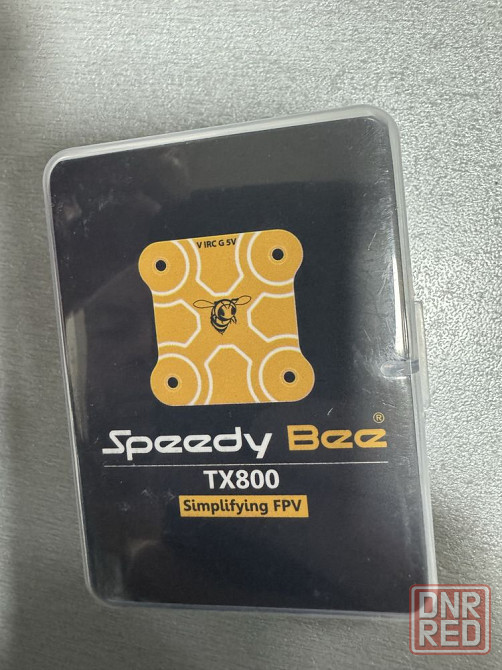 V IRC G 5V
Speedy Bee®
TX800
Simplifying FPV
DNR
RED